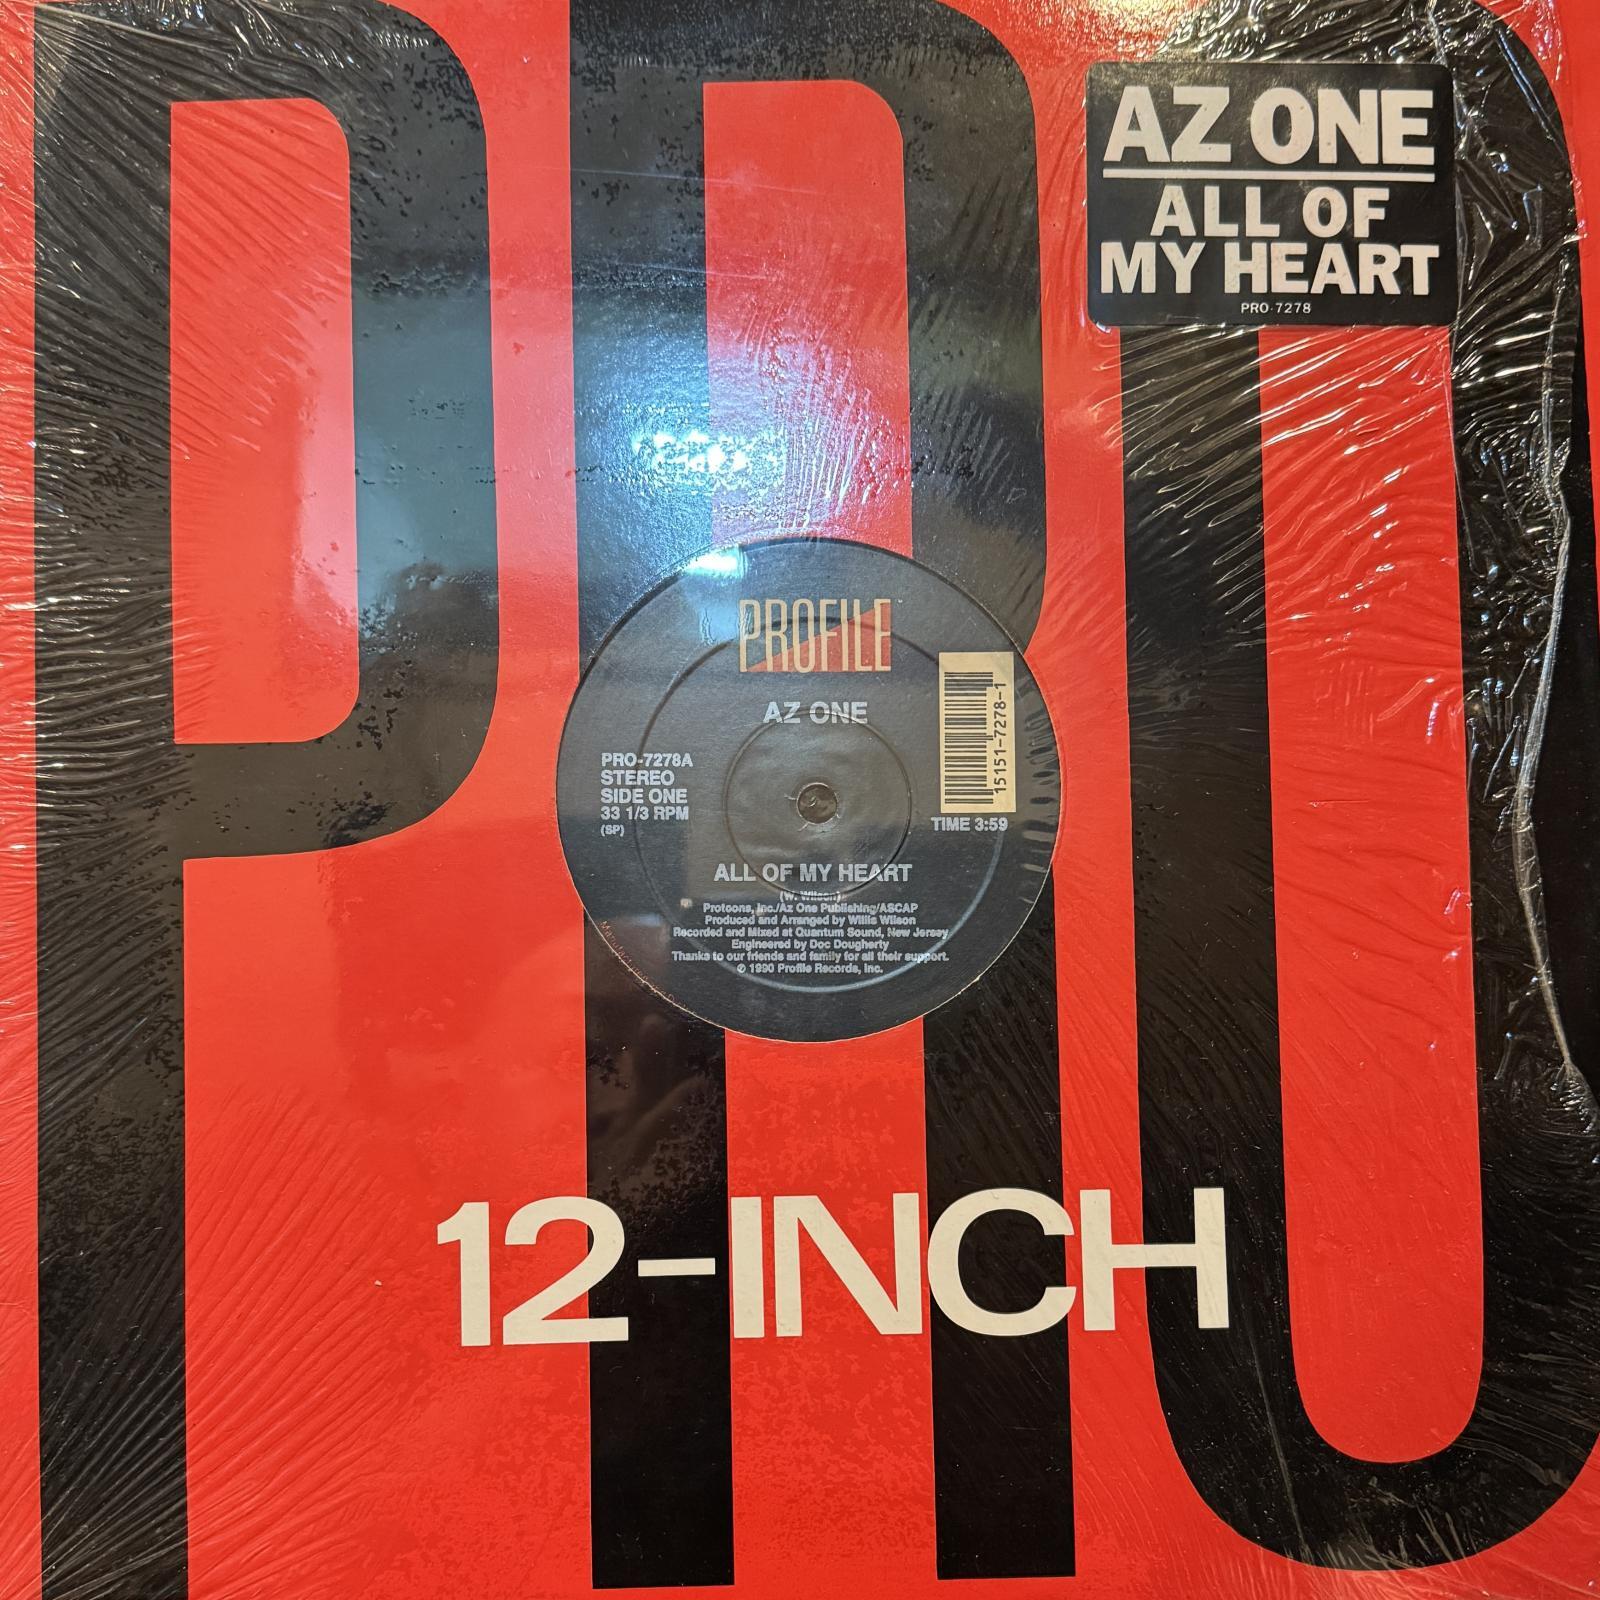 PRO
AZ ONE
ALL OF
MY HEART
PRO-7278
PROFILE
AZ ONE
PRO-7278A
STEREO
SIDE ONE
33 1/3 RPM
(SP)
15151-7278-1
TIME 3:59
ALL OF MY HEART
(W. Wilson)
Protoons, Inc./Az One Publishing/ASCAP
Produced and Arranged by Willis Wilson
Recorded and Mixed at Quantum Sound, New Jersey
Engineered by Doc Dougherty
Thanks to our friends and family for all their support.
℗ 1990 Profile Records, Inc.
12-INCH